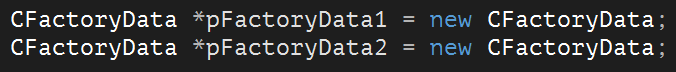 CFactoryData *pFactoryData1 = new CFactoryData;
CFactoryData *pFactoryData2 = new CFactoryData;